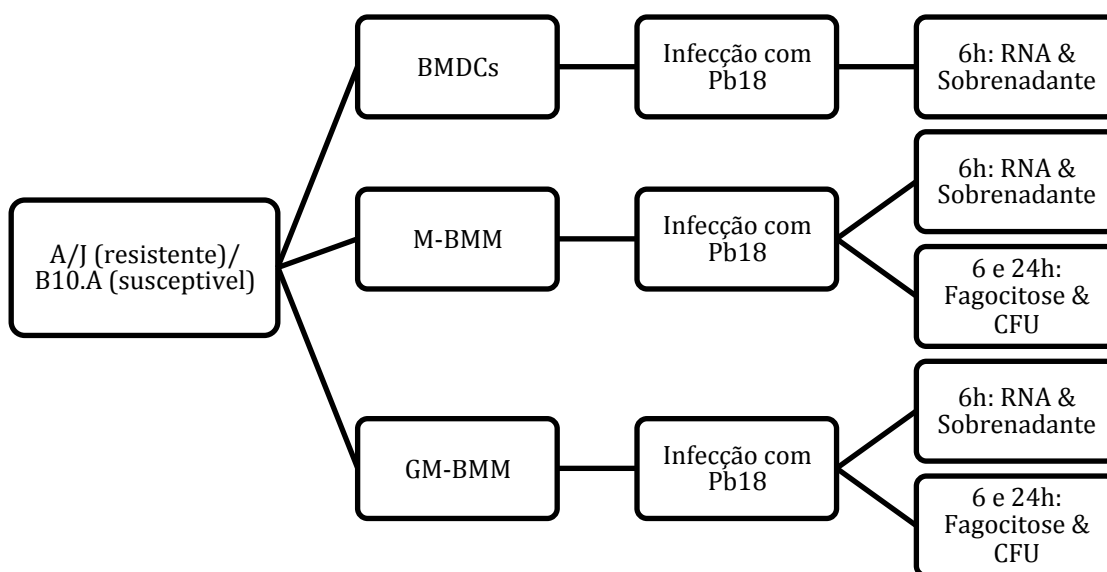 A/J (resistente)/
B10.A (susceptivel)
BMDCs
Infecção com
Pb18
6h: RNA &
Sobrenadante
M-BMM
Infecção com
Pb18
6h: RNA &
Sobrenadante
6 e 24h:
Fagocitose &
CFU
GM-BMM
Infecção com
Pb18
6h: RNA &
Sobrenadante
6 e 24h:
Fagocitose &
CFU